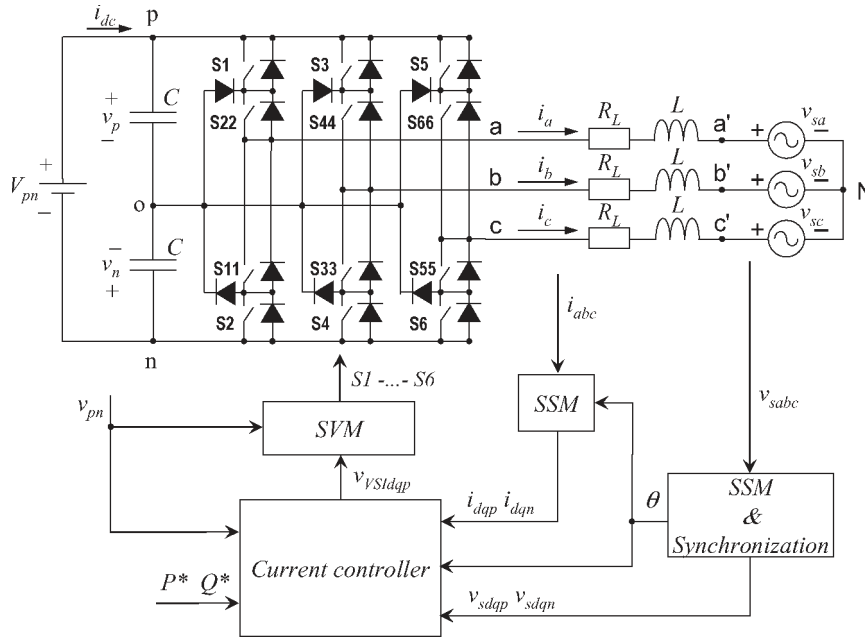 i_dc p
S1 S3 S5
+ C
v_p
−
S22 S44 S66
a i_a R_L L a' + v_sa −
+
V_pn
−
b i_b R_L L b' + v_sb −
N
o
c i_c R_L L c' + v_sc −
− C
v_n
+
S11 S33 S55
S2 S4 S6
n
i_abc
S1 -...- S6
v_pn
SSM
v_sabc
SVM
v_VSIdqp
i_dqp i_dqn
θ
SSM
&
Synchronization
Current controller
P* Q*
v_sdqp v_sdqn